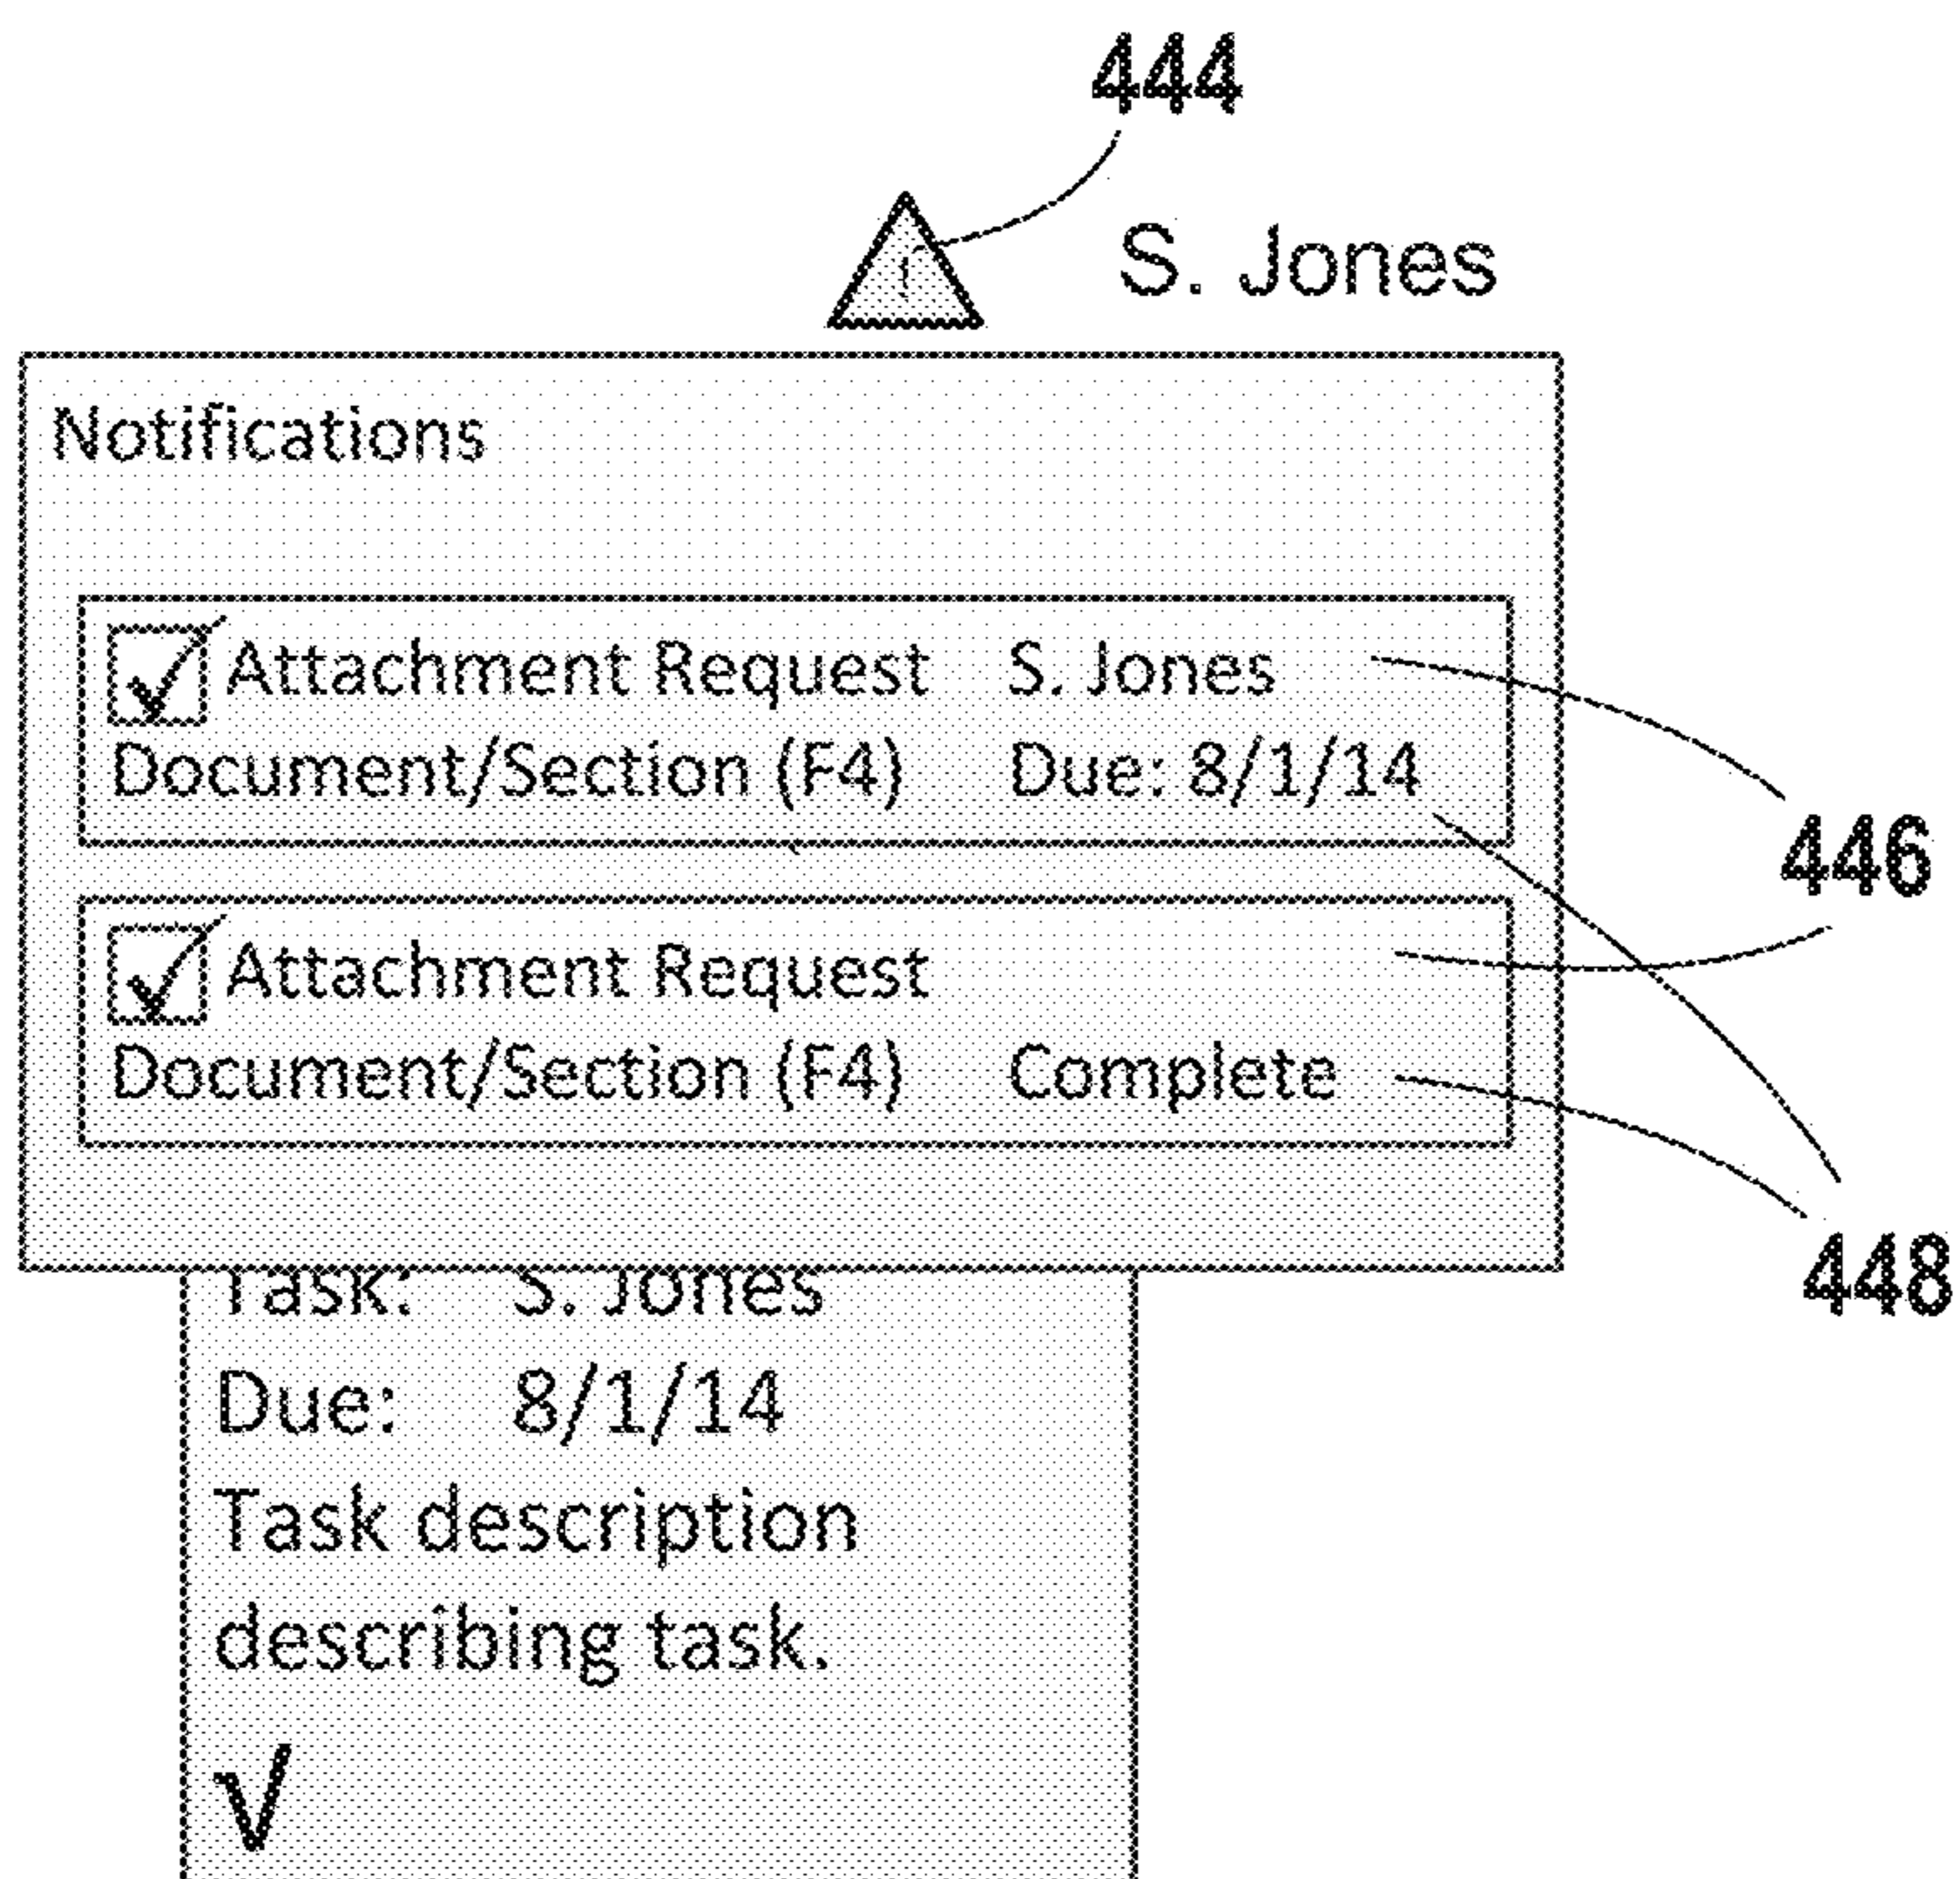 444
! S. Jones
Notifications
Attachment Request S. Jones
Document/Section (F4) Due: 8/1/14
446
Attachment Request
Document/Section (F4) Complete
448
Task: S. Jones
Due: 8/1/14
Task description
describing task.
√